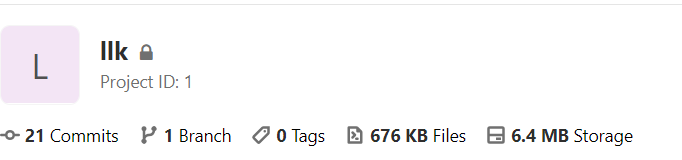 L
llk
Project ID: 1
21 Commits 1 Branch 0 Tags 676 KB Files 6.4 MB Storage